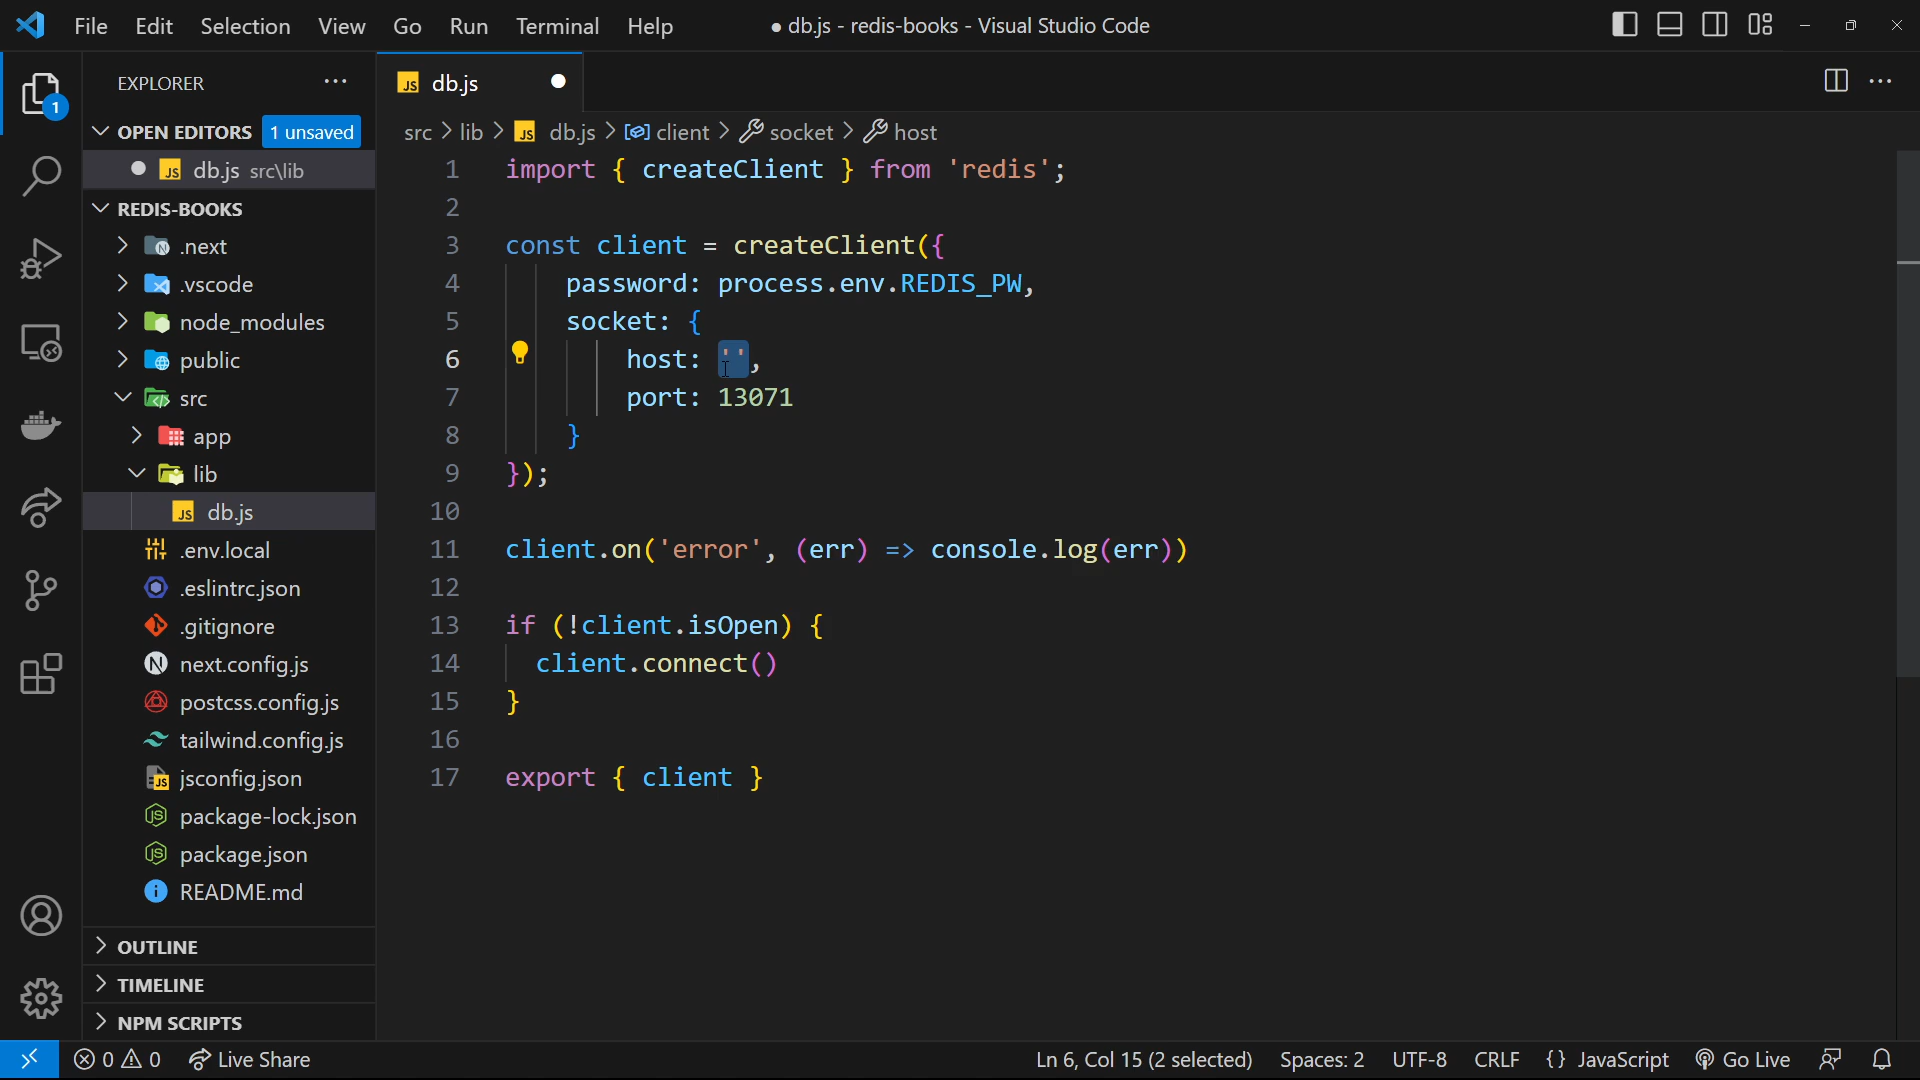 File Edit Selection View Go Run Terminal Help ● db.js - redis-books - Visual Studio Code
EXPLORER ···
JS db.js ●
1
OPEN EDITORS 1 unsaved
● JS db.js src\lib
src > lib > JS db.js > client > socket > host
REDIS-BOOKS
.next
.vscode
node_modules
public
src
app
lib
JS db.js
.env.local
.eslintrc.json
.gitignore
next.config.js
postcss.config.js
tailwind.config.js
jsconfig.json
package-lock.json
package.json
README.md
OUTLINE
TIMELINE
NPM SCRIPTS
1 import { createClient } from 'redis';
2
3 const client = createClient({
4 password: process.env.REDIS_PW,
5 socket: {
6 host: '',
7 port: 13071
8 }
9 });
10
11 client.on('error', (err) => console.log(err))
12
13 if (!client.isOpen) {
14 client.connect()
15 }
16
17 export { client }
0 0 Live Share Ln 6, Col 15 (2 selected) Spaces: 2 UTF-8 CRLF {} JavaScript Go Live